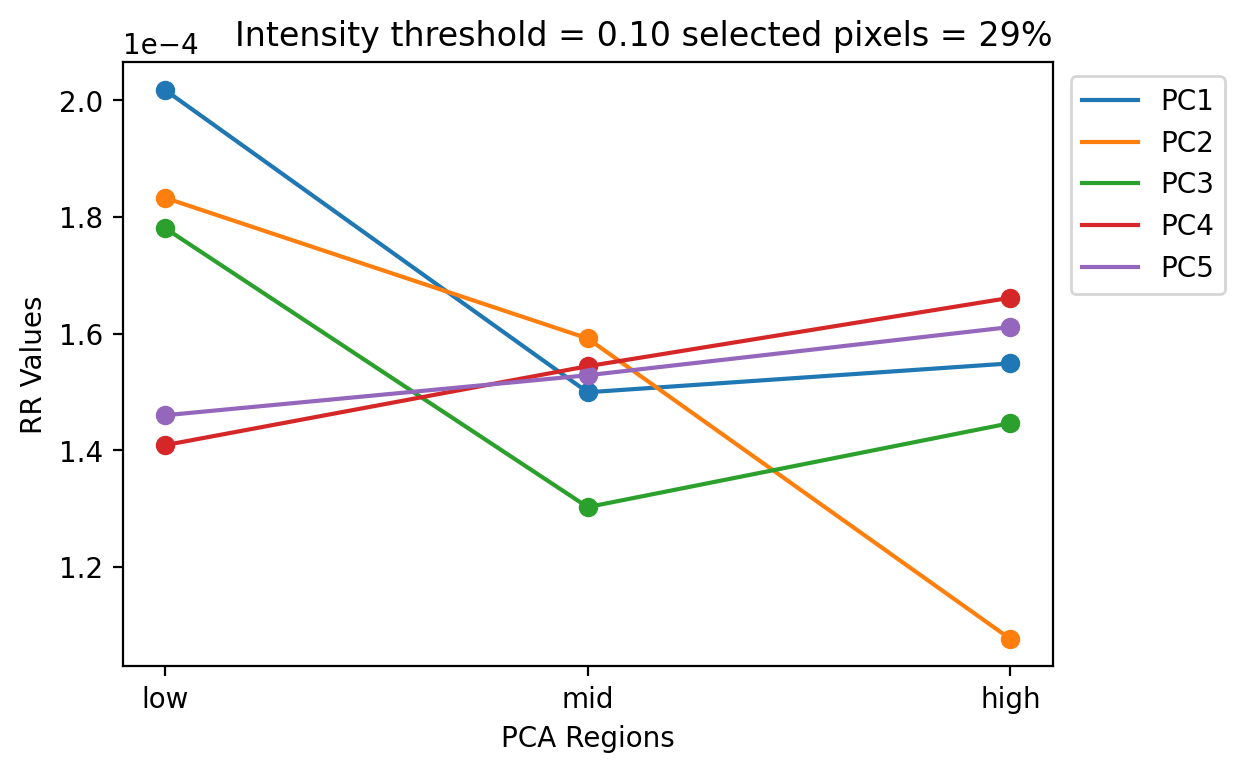 Intensity threshold = 0.10 selected pixels = 29%
1e−4
2.0
1.8
1.6
1.4
1.2
RR Values
low mid high
PCA Regions
PC1
PC2
PC3
PC4
PC5